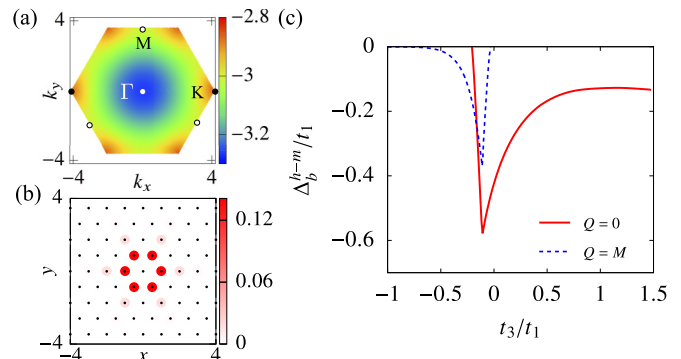 (a)
M
Γ
K
k_y
4
−4
−4
k_x
4
−2.8
−3
−3.2
(b)
4
y
−4
−4
x
4
0.12
0.06
0
(c)
Δ_b^{h−m}/t_1
0
−0.2
−0.4
−0.6
Q = 0
Q = M
−1 −0.5 0 0.5 1 1.5
t_3/t_1